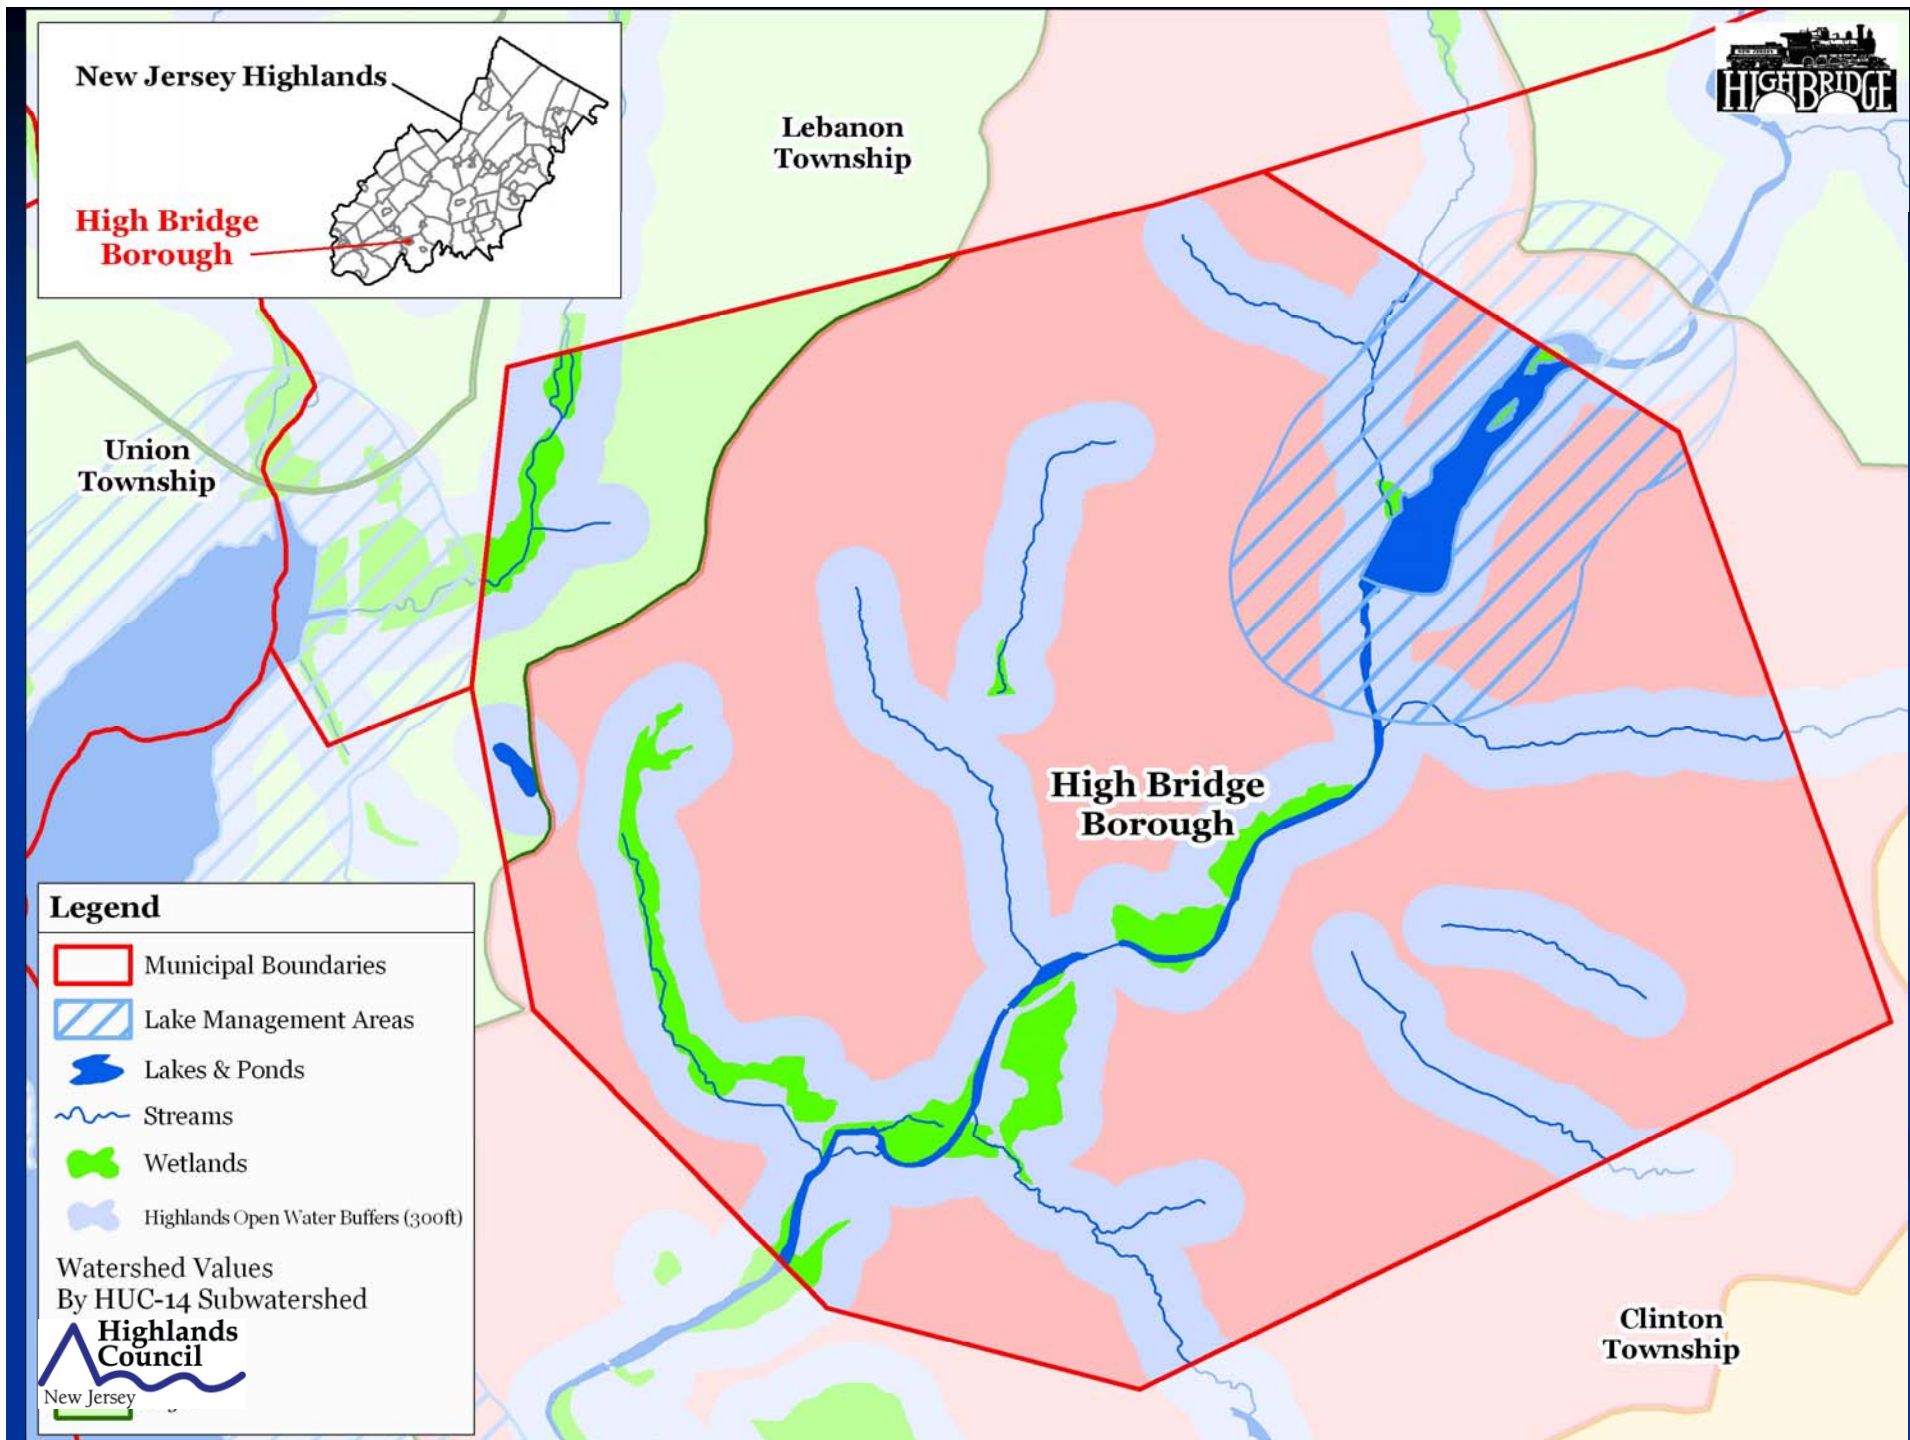 New Jersey Highlands
High Bridge
Borough
Lebanon
Township
HIGH BRIDGE
Union
Township
High Bridge
Borough
Clinton
Township
Legend
Municipal Boundaries
Lake Management Areas
Lakes & Ponds
Streams
Wetlands
Highlands Open Water Buffers (300ft)
Watershed Values
By HUC-14 Subwatershed
Highlands
Council
New Jersey